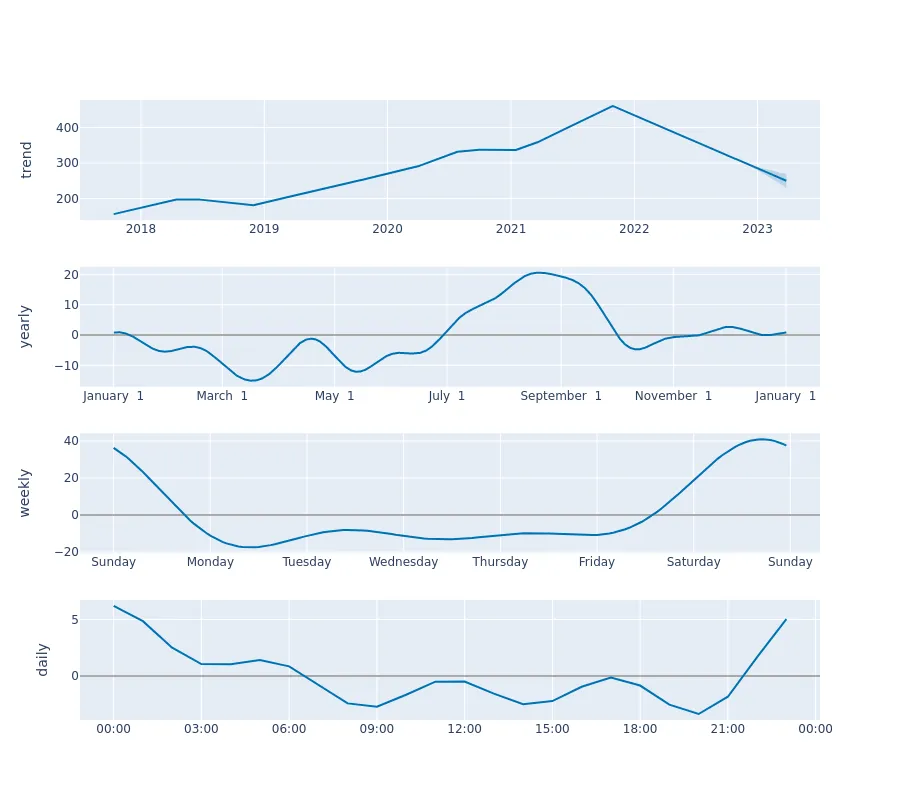 trend
400
300
200
2018 2019 2020 2021 2022 2023
yearly
20
10
0
−10
January 1 March 1 May 1 July 1 September 1 November 1 January 1
weekly
40
20
0
−20
Sunday Monday Tuesday Wednesday Thursday Friday Saturday Sunday
daily
5
0
00:00 03:00 06:00 09:00 12:00 15:00 18:00 21:00 00:00